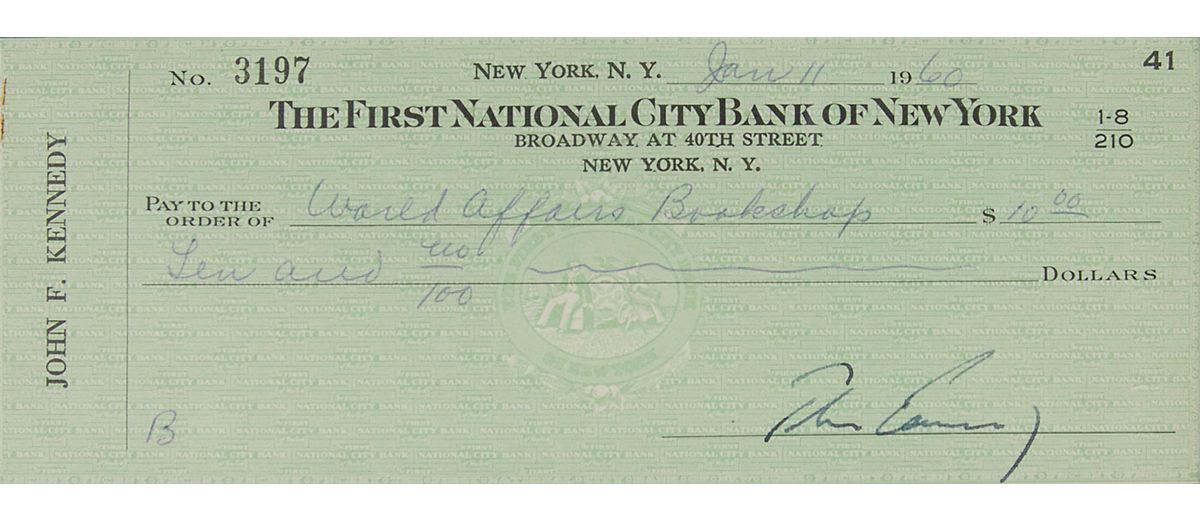 No. 3197 New York, N. Y. Jan 11 1960 41
The First National City Bank of New York
1-8
210
Broadway at 40th Street
New York, N. Y.
Pay to the
order of World Affairs Bookshop $ 10 00
Ten and no/100 Dollars
JOHN F. KENNEDY
B